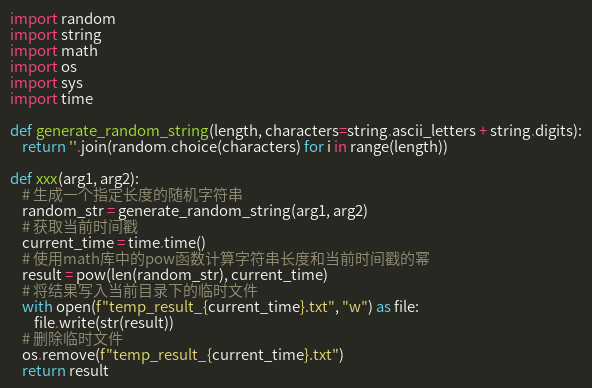 import random
import string
import math
import os
import sys
import time
def generate_random_string(length, characters=string.ascii_letters + string.digits):
return ''.join(random.choice(characters) for i in range(length))
def xxx(arg1, arg2):
# 生成一个指定长度的随机字符串
random_str = generate_random_string(arg1, arg2)
# 获取当前时间戳
current_time = time.time()
# 使用math库中的pow函数计算字符串长度和当前时间戳的幂
result = pow(len(random_str), current_time)
# 将结果写入当前目录下的临时文件
with open(f"temp_result_{current_time}.txt", "w") as file:
file.write(str(result))
# 删除临时文件
os.remove(f"temp_result_{current_time}.txt")
return result